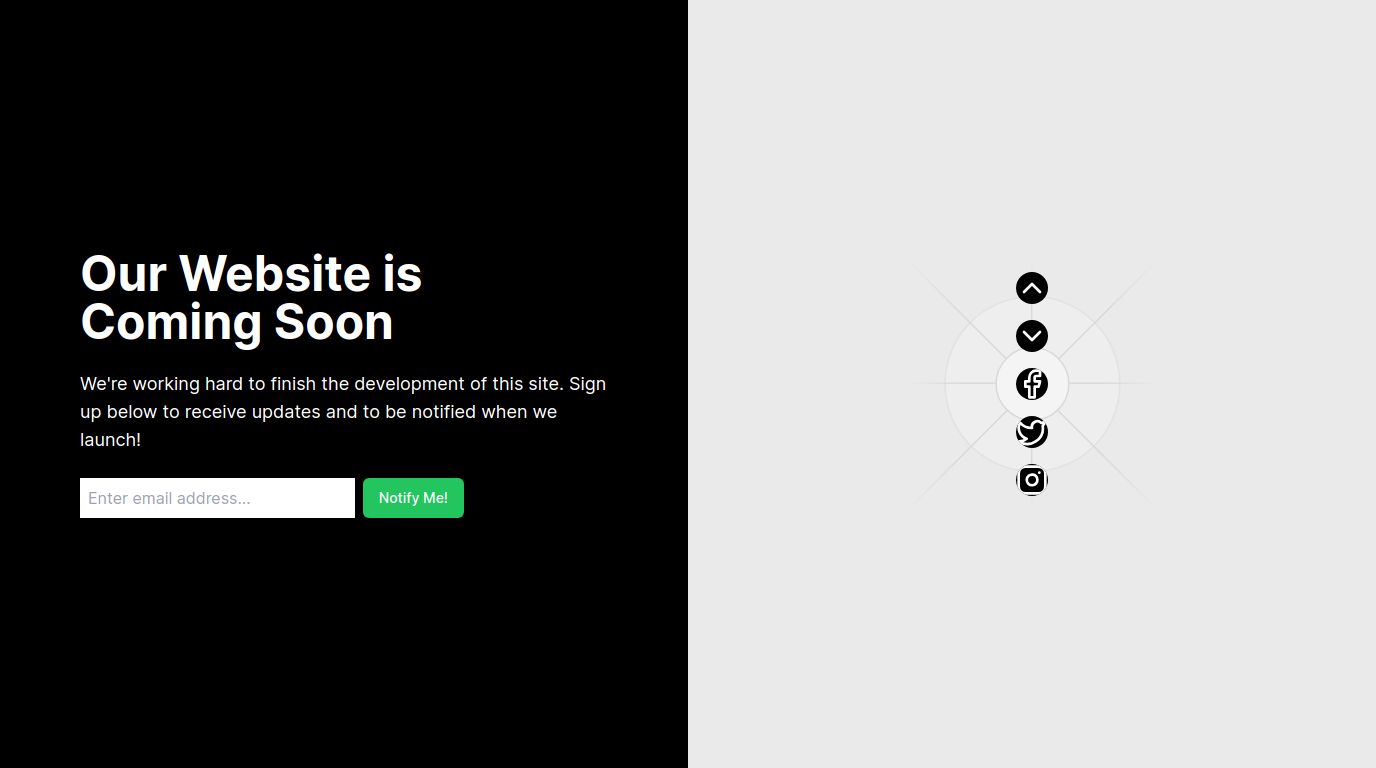 Our Website is
Coming Soon
We're working hard to finish the development of this site. Sign
up below to receive updates and to be notified when we
launch!
Enter email address...
Notify Me!